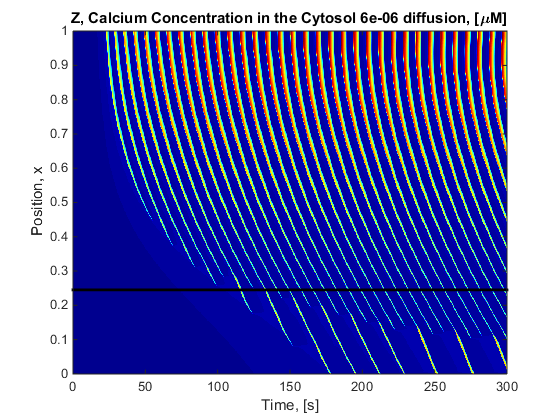 Z, Calcium Concentration in the Cytosol 6e-06 diffusion, [μM]
1
0.9
0.8
0.7
0.6
0.5
0.4
0.3
0.2
0.1
0
Position, x
0 50 100 150 200 250 300
Time, [s]